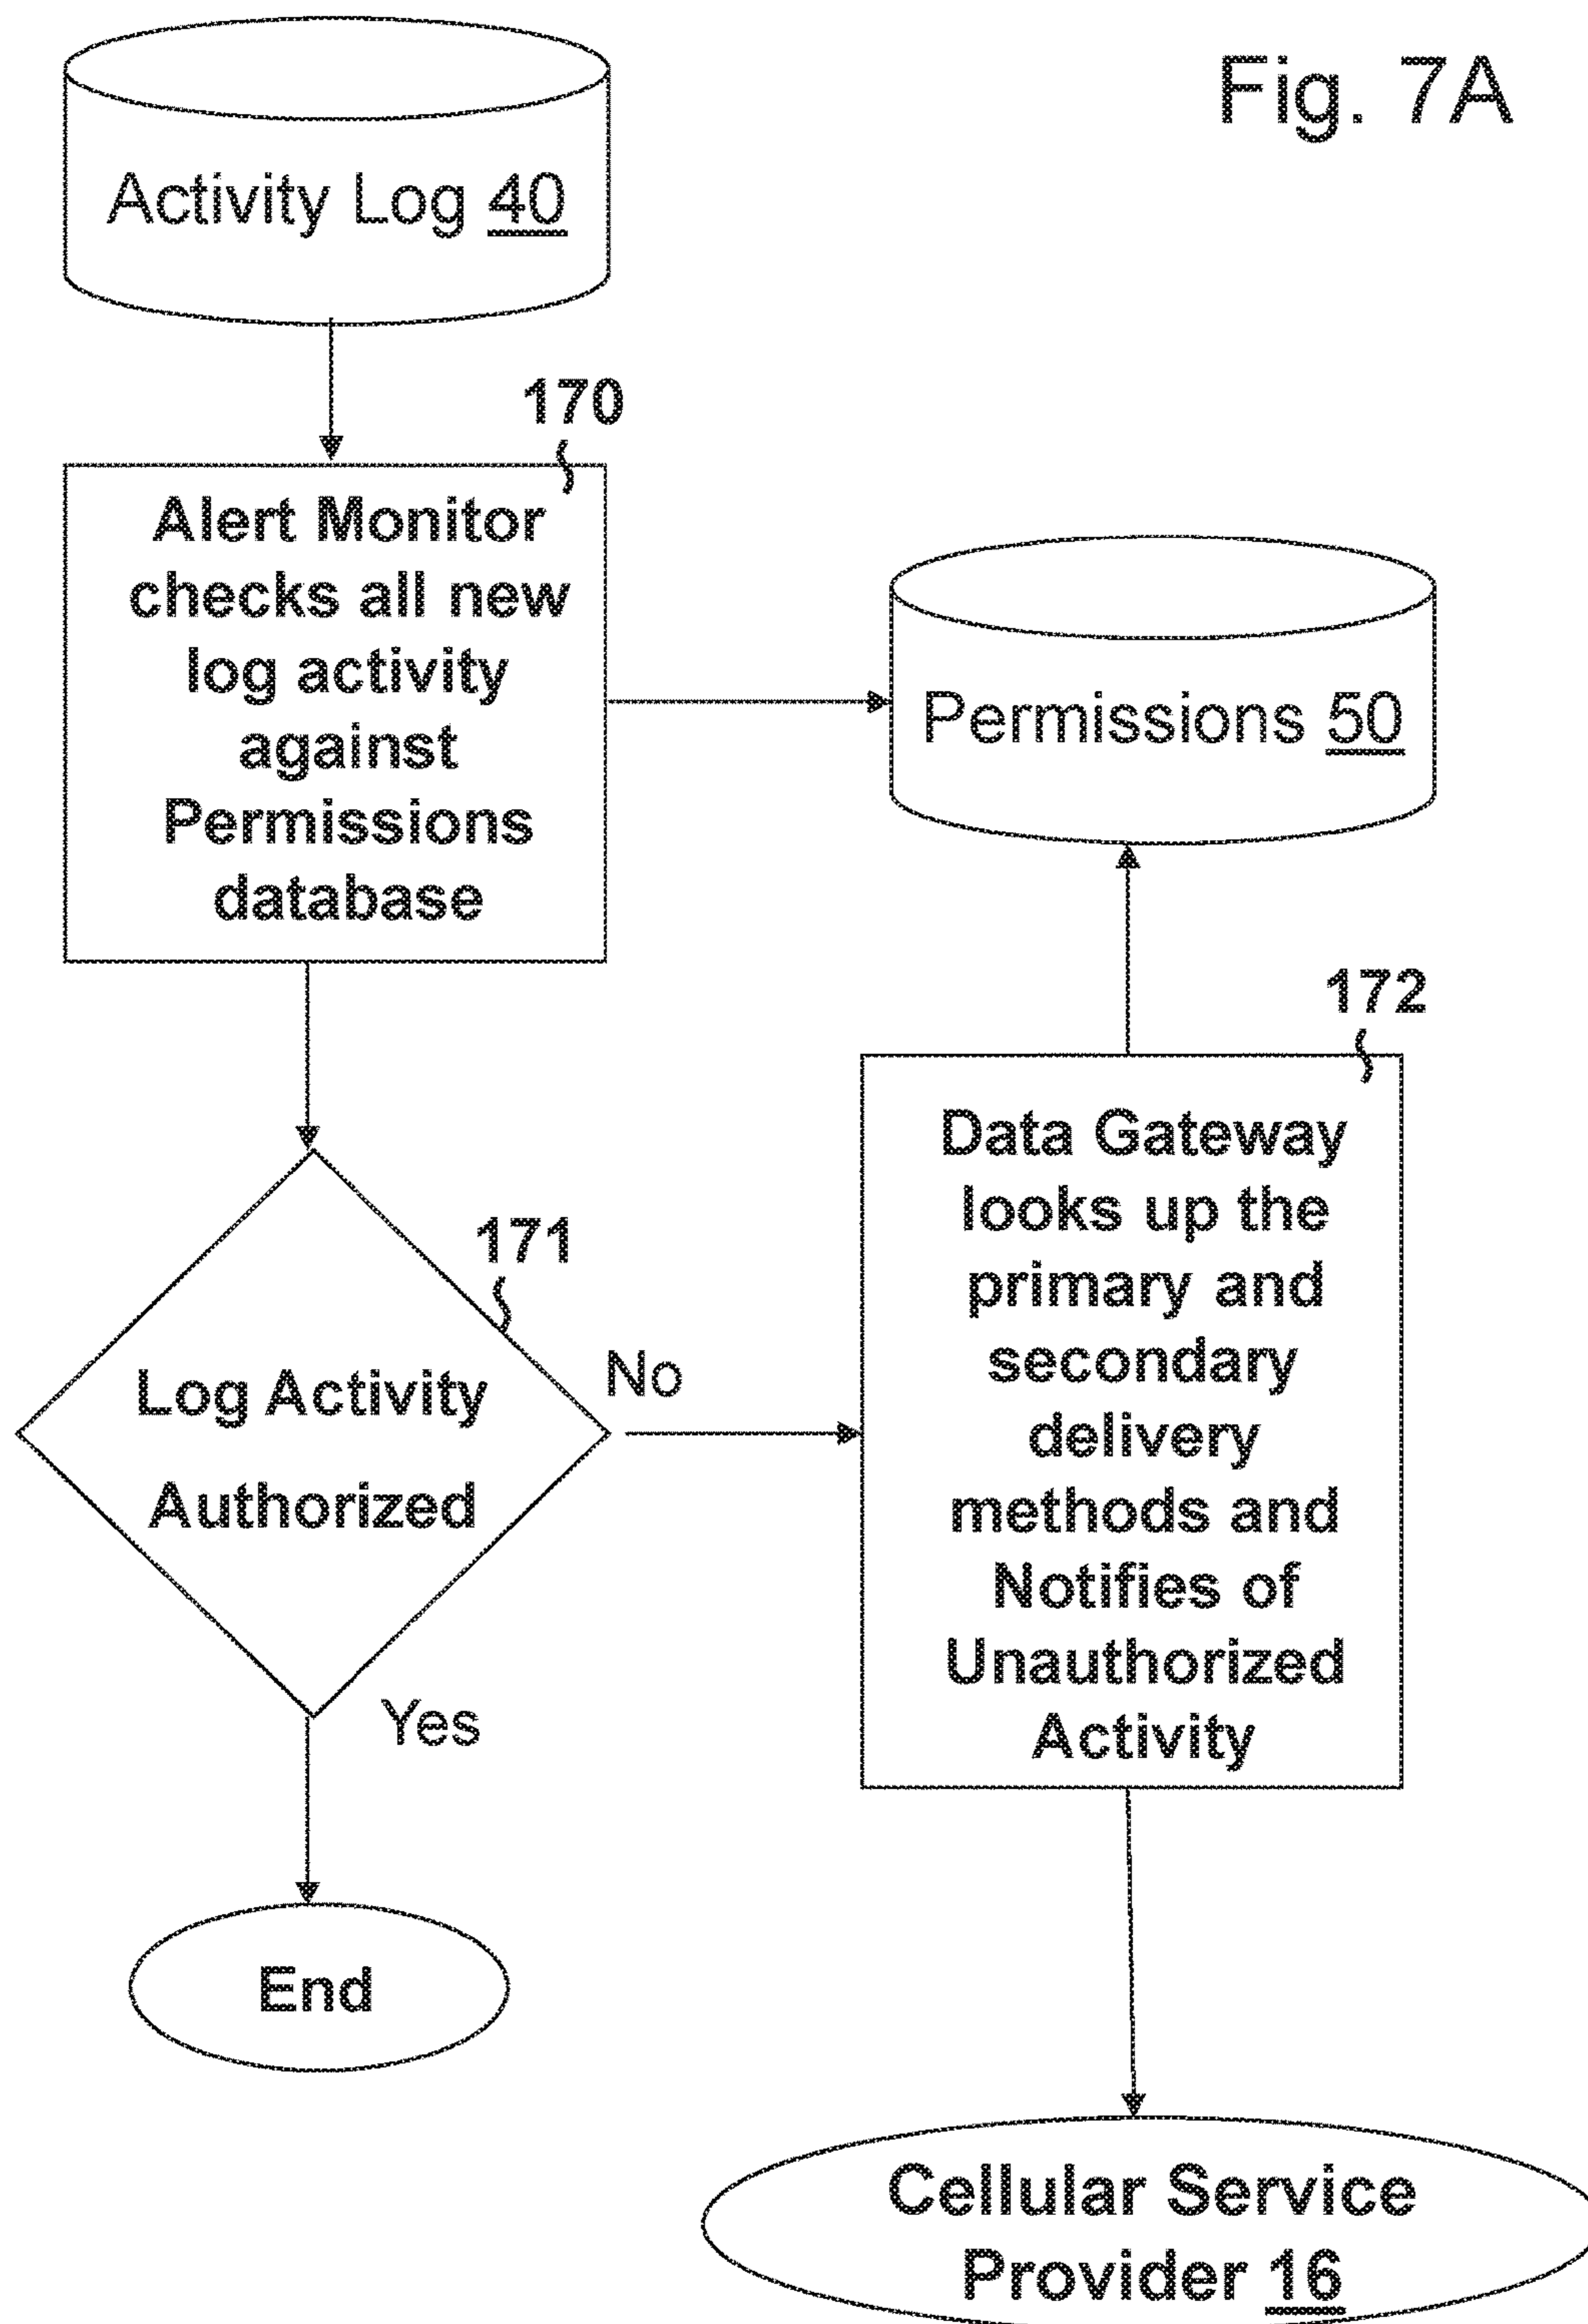 Fig. 7A
Activity Log 40
170
Alert Monitor
checks all new
log activity
against
Permissions
database
Permissions 50
172
Data Gateway
looks up the
primary and
secondary
delivery
methods and
Notifies of
Unauthorized
Activity
171
Log Activity
Authorized
No
Yes
End
Cellular Service
Provider 16